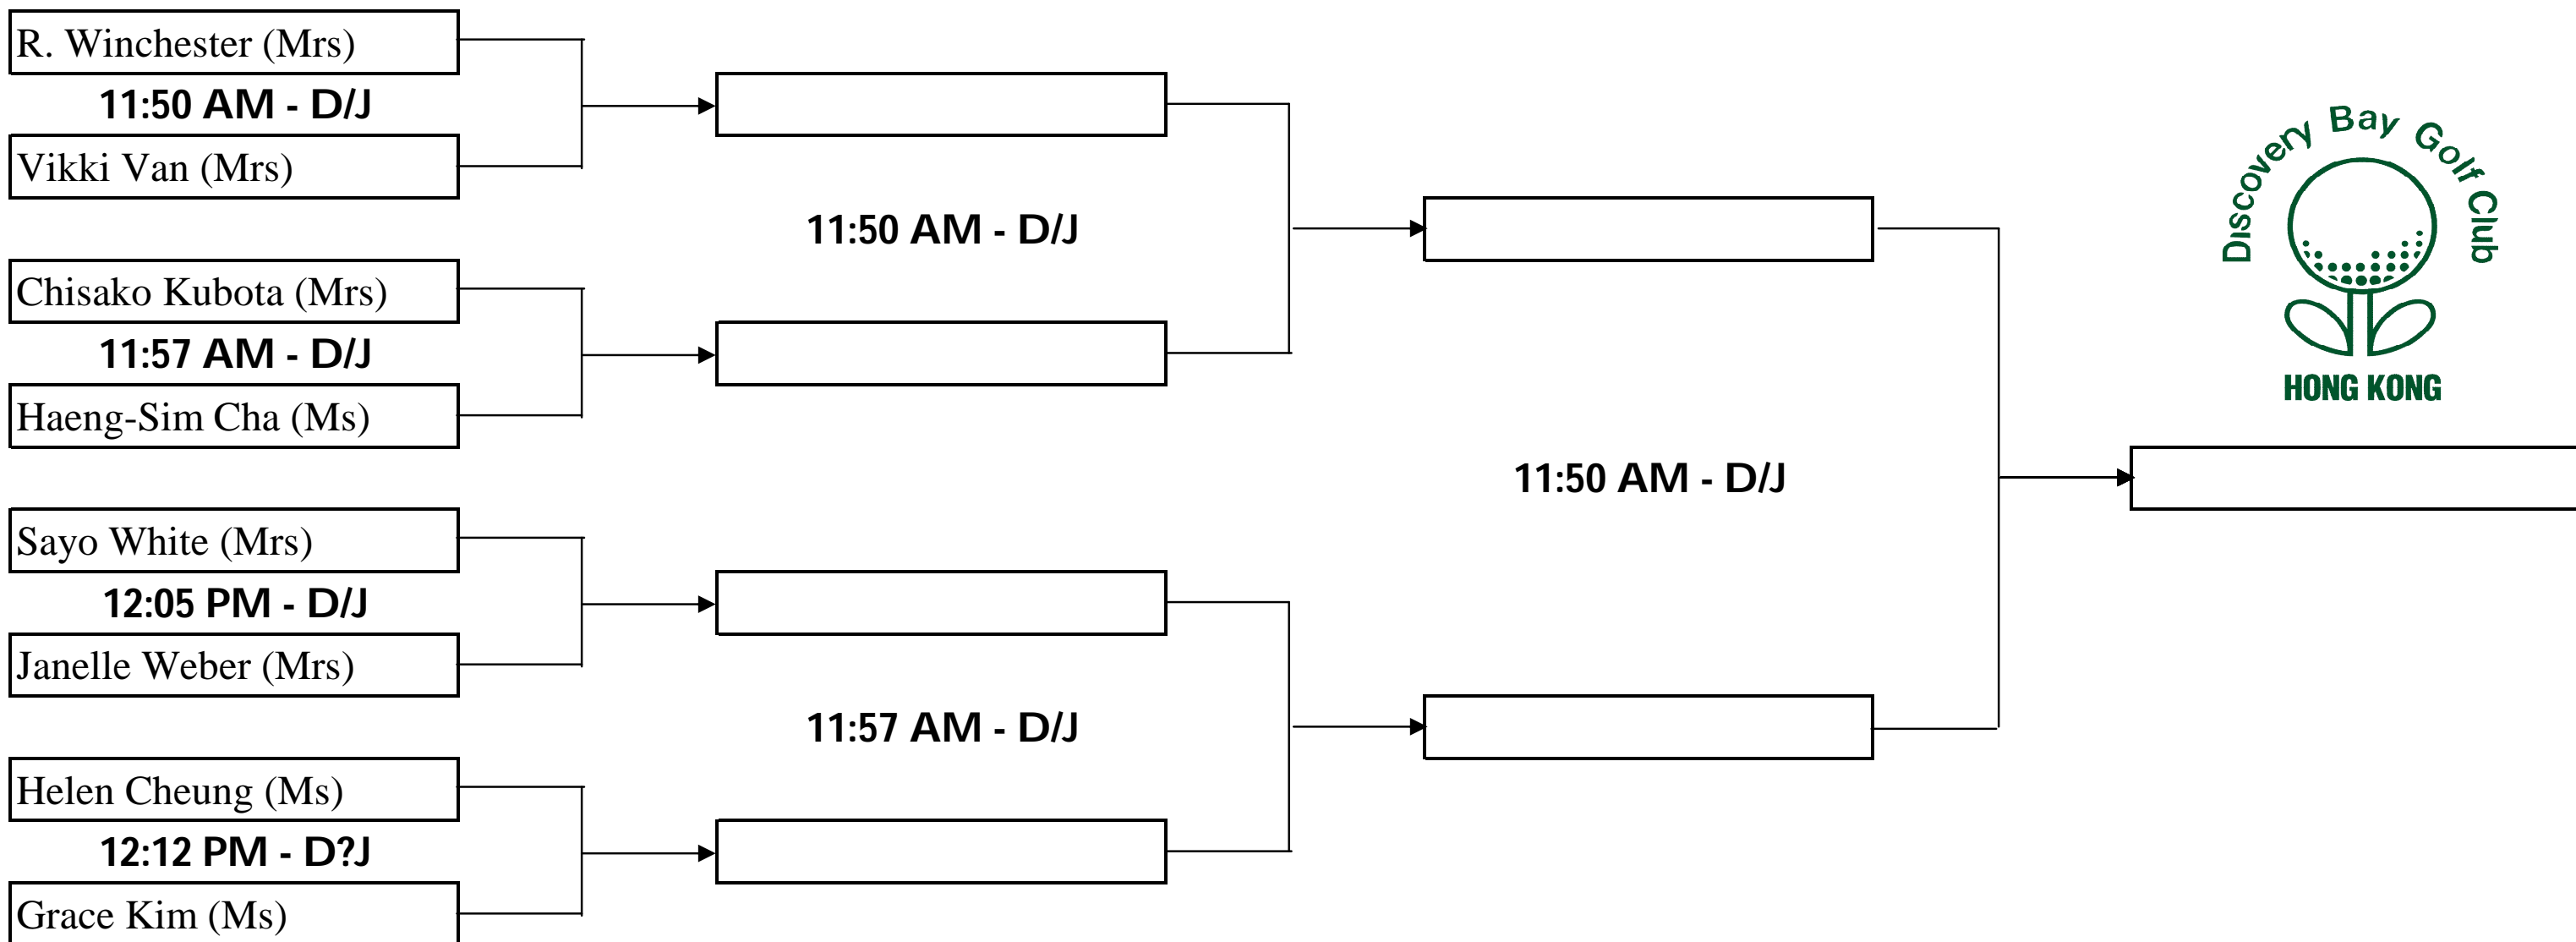 R. Winchester (Mrs)
11:50 AM - D/J
Vikki Van (Mrs)
11:50 AM - D/J
Chisako Kubota (Mrs)
11:57 AM - D/J
Haeng-Sim Cha (Ms)
11:50 AM - D/J
Sayo White (Mrs)
12:05 PM - D/J
Janelle Weber (Mrs)
11:57 AM - D/J
Helen Cheung (Ms)
12:12 PM - D?J
Grace Kim (Ms)
Discovery Bay Golf Club
HONG KONG